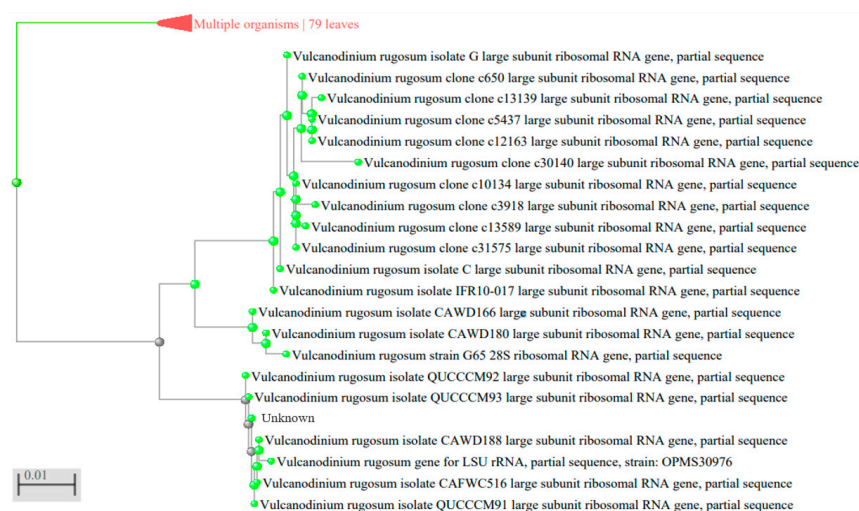 Multiple organisms | 79 leaves
Vulcanodinium rugosum isolate G large subunit ribosomal RNA gene, partial sequence
Vulcanodinium rugosum clone c650 large subunit ribosomal RNA gene, partial sequence
Vulcanodinium rugosum clone c13139 large subunit ribosomal RNA gene, partial sequence
Vulcanodinium rugosum clone c5437 large subunit ribosomal RNA gene, partial sequence
Vulcanodinium rugosum clone c12163 large subunit ribosomal RNA gene, partial sequence
Vulcanodinium rugosum clone c30140 large subunit ribosomal RNA gene, partial sequence
Vulcanodinium rugosum clone c10134 large subunit ribosomal RNA gene, partial sequence
Vulcanodinium rugosum clone c3918 large subunit ribosomal RNA gene, partial sequence
Vulcanodinium rugosum clone c13589 large subunit ribosomal RNA gene, partial sequence
Vulcanodinium rugosum clone c31575 large subunit ribosomal RNA gene, partial sequence
Vulcanodinium rugosum isolate C large subunit ribosomal RNA gene, partial sequence
Vulcanodinium rugosum isolate IFR10-017 large subunit ribosomal RNA gene, partial sequence
Vulcanodinium rugosum isolate CAWD166 large subunit ribosomal RNA gene, partial sequence
Vulcanodinium rugosum isolate CAWD180 large subunit ribosomal RNA gene, partial sequence
Vulcanodinium rugosum strain G65 28S ribosomal RNA gene, partial sequence
Vulcanodinium rugosum isolate QUCCCM92 large subunit ribosomal RNA gene, partial sequence
Vulcanodinium rugosum isolate QUCCCM93 large subunit ribosomal RNA gene, partial sequence
Unknown
Vulcanodinium rugosum isolate CAWD188 large subunit ribosomal RNA gene, partial sequence
Vulcanodinium rugosum gene for LSU rRNA, partial sequence, strain: OPMS30976
Vulcanodinium rugosum isolate CAFWC516 large subunit ribosomal RNA gene, partial sequence
Vulcanodinium rugosum isolate QUCCCM91 large subunit ribosomal RNA gene, partial sequence
0.01